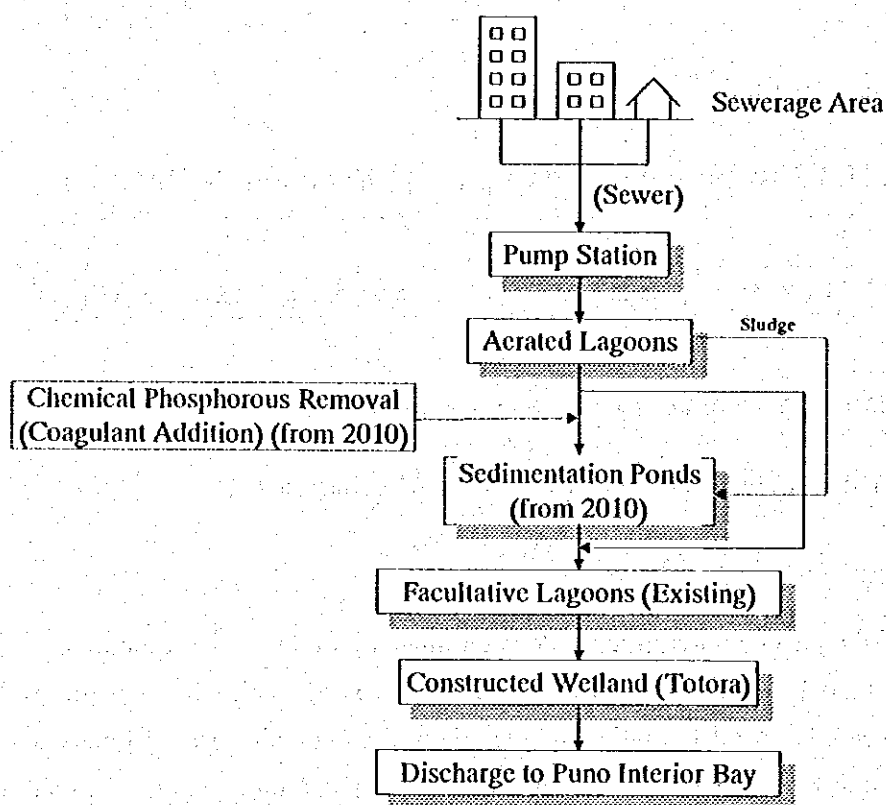 Sewerage Area
(Sewer)
Pump Station
Aerated Lagoons
Sludge
Chemical Phosphorous Removal
(Coagulant Addition) (from 2010)
Sedimentation Ponds
(from 2010)
Facultative Lagoons (Existing)
Constructed Wetland (Totora)
Discharge to Puno Interior Bay